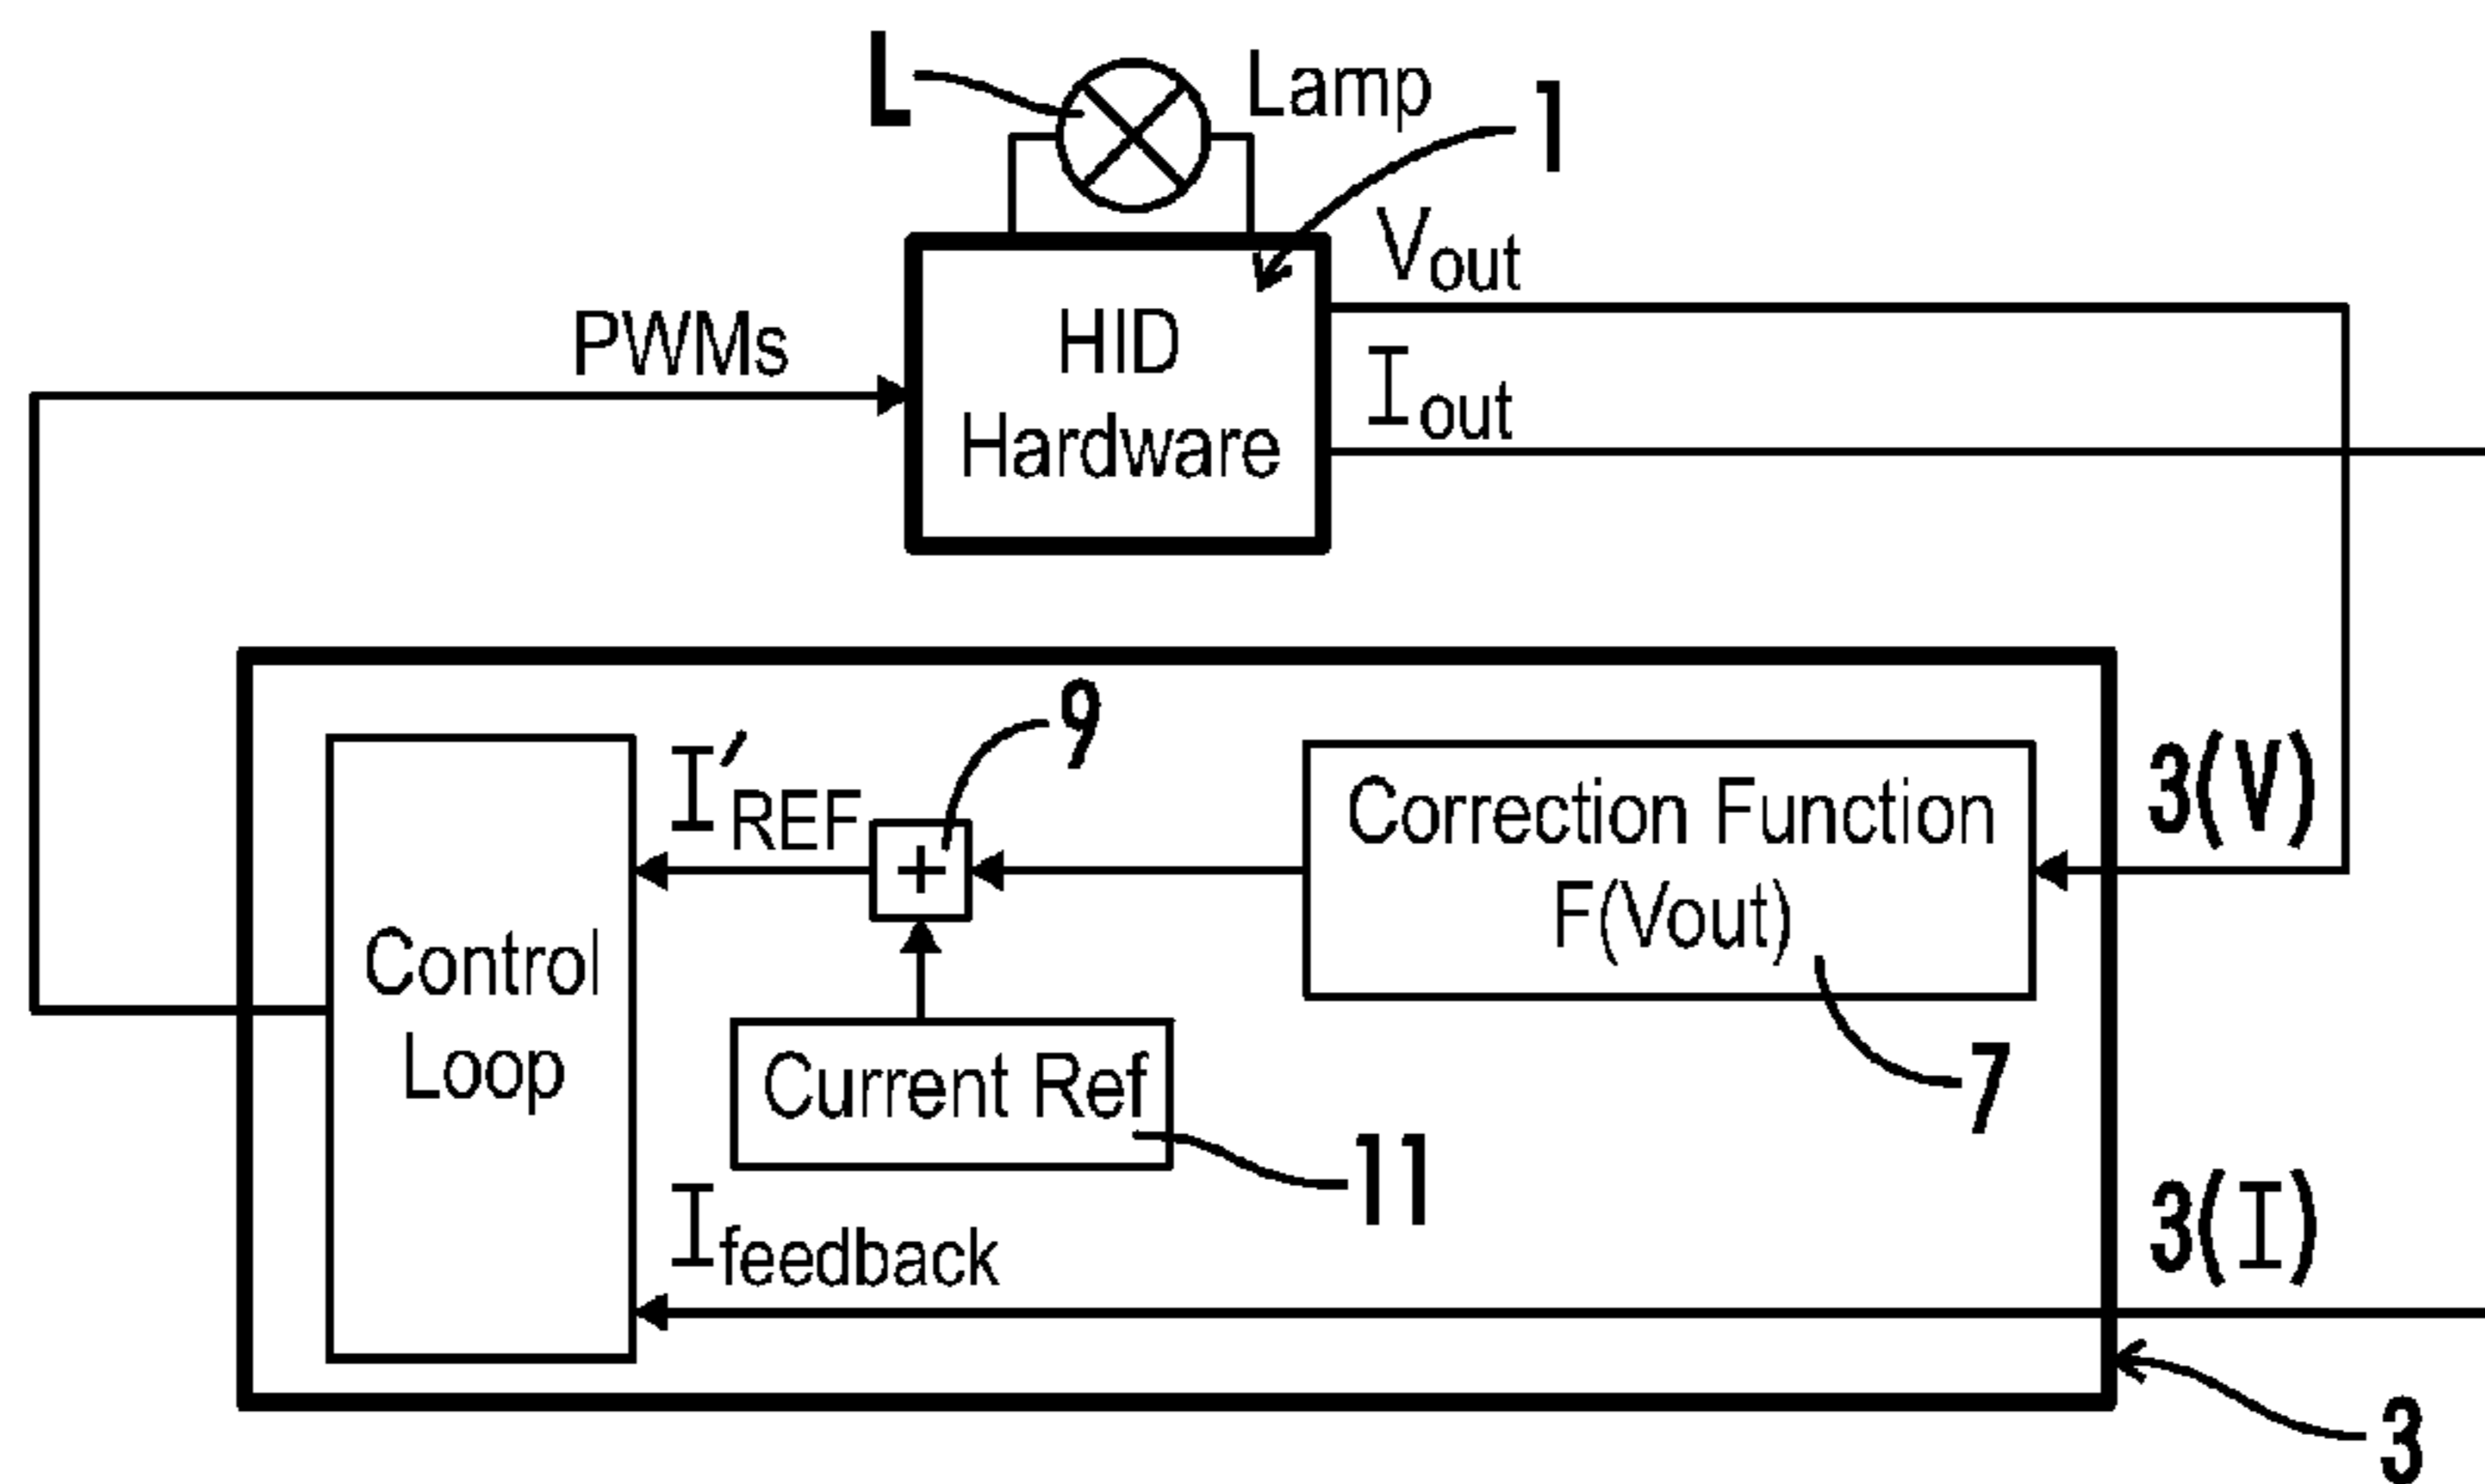 L
Lamp
1
Vout
PWMs
HID
Hardware
Iout
9
I′REF
+
Correction Function
F(Vout)
3(V)
Control
Loop
Current Ref
7
11
Ifeedback
3(I)
3